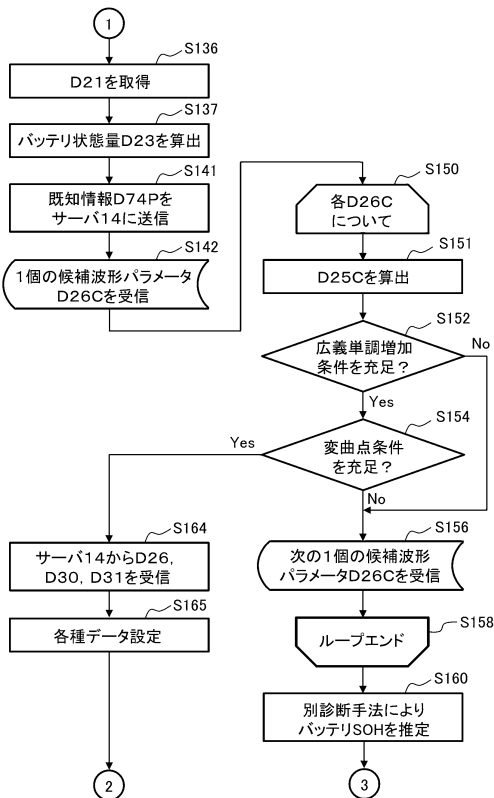 1
S136
D21を取得
S137
バッテリ状態量D23を算出
S141
既知情報D74Pを
サーバ14に送信
S142
1個の候補波形パラメータ
D26Cを受信
S150
各D26C
について
S151
D25Cを算出
S152
広義単調増加
条件を充足？
No
Yes
S154
変曲点条件
を充足？
Yes
No
S156
次の1個の候補波形
パラメータD26Cを受信
S158
ループエンド
S160
別診断手法により
バッテリSOHを推定
3
S164
サーバ14からD26，
D30，D31を受信
S165
各種データ設定
2